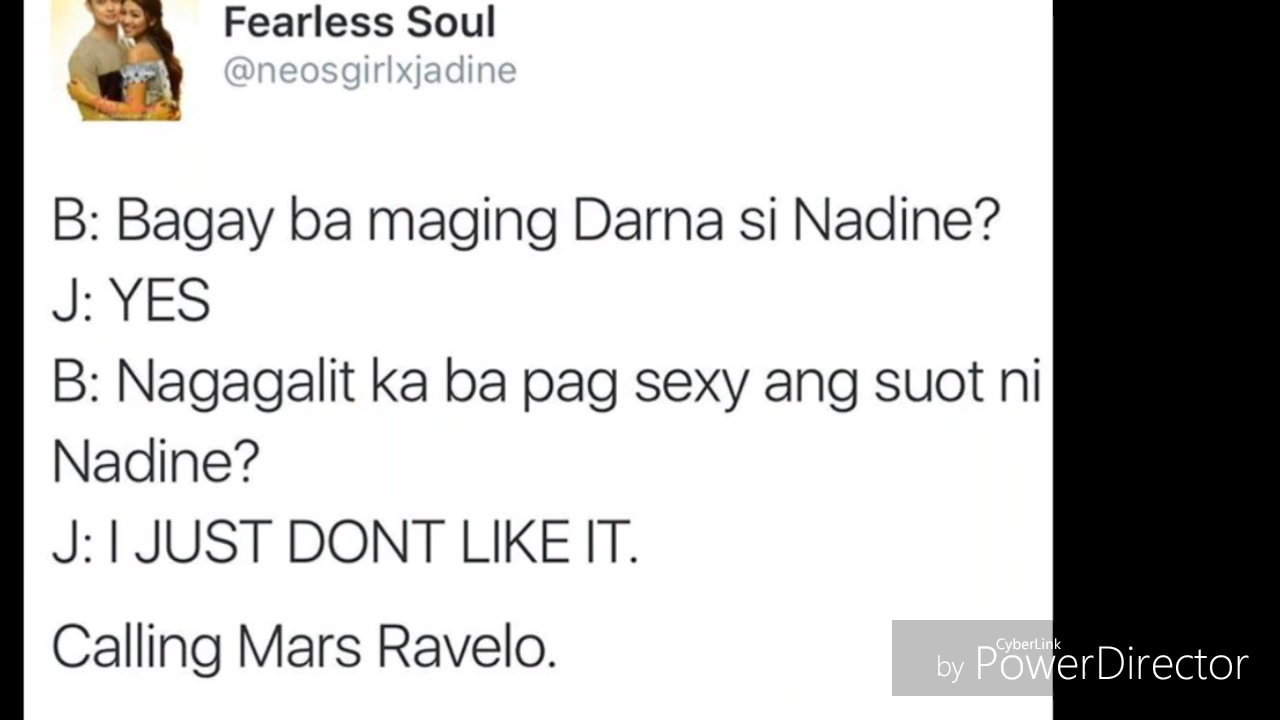 Fearless Soul
@neosgirlxjadine
B: Bagay ba maging Darna si Nadine?
J: YES
B: Nagagalit ka ba pag sexy ang suot ni
Nadine?
J: I JUST DONT LIKE IT.
Calling Mars Ravelo.
CyberLink
by PowerDirector